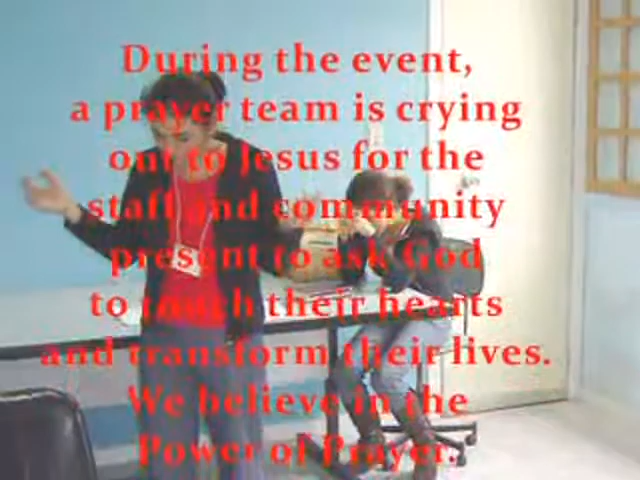 During the event,
a prayer team is crying
out to Jesus for the
staff and community
present to ask God
to touch their hearts
and transform their lives.
We believe in the
Power of Prayer.